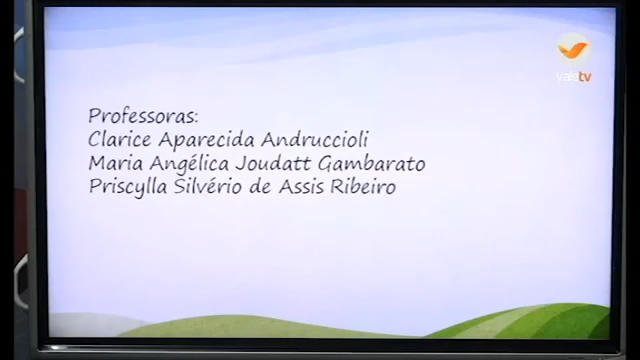 valetv
Professoras:
Clarice Aparecida Andruccioli
Maria Angélica Joudatt Gambarato
Priscylla Silvério de Assis Ribeiro